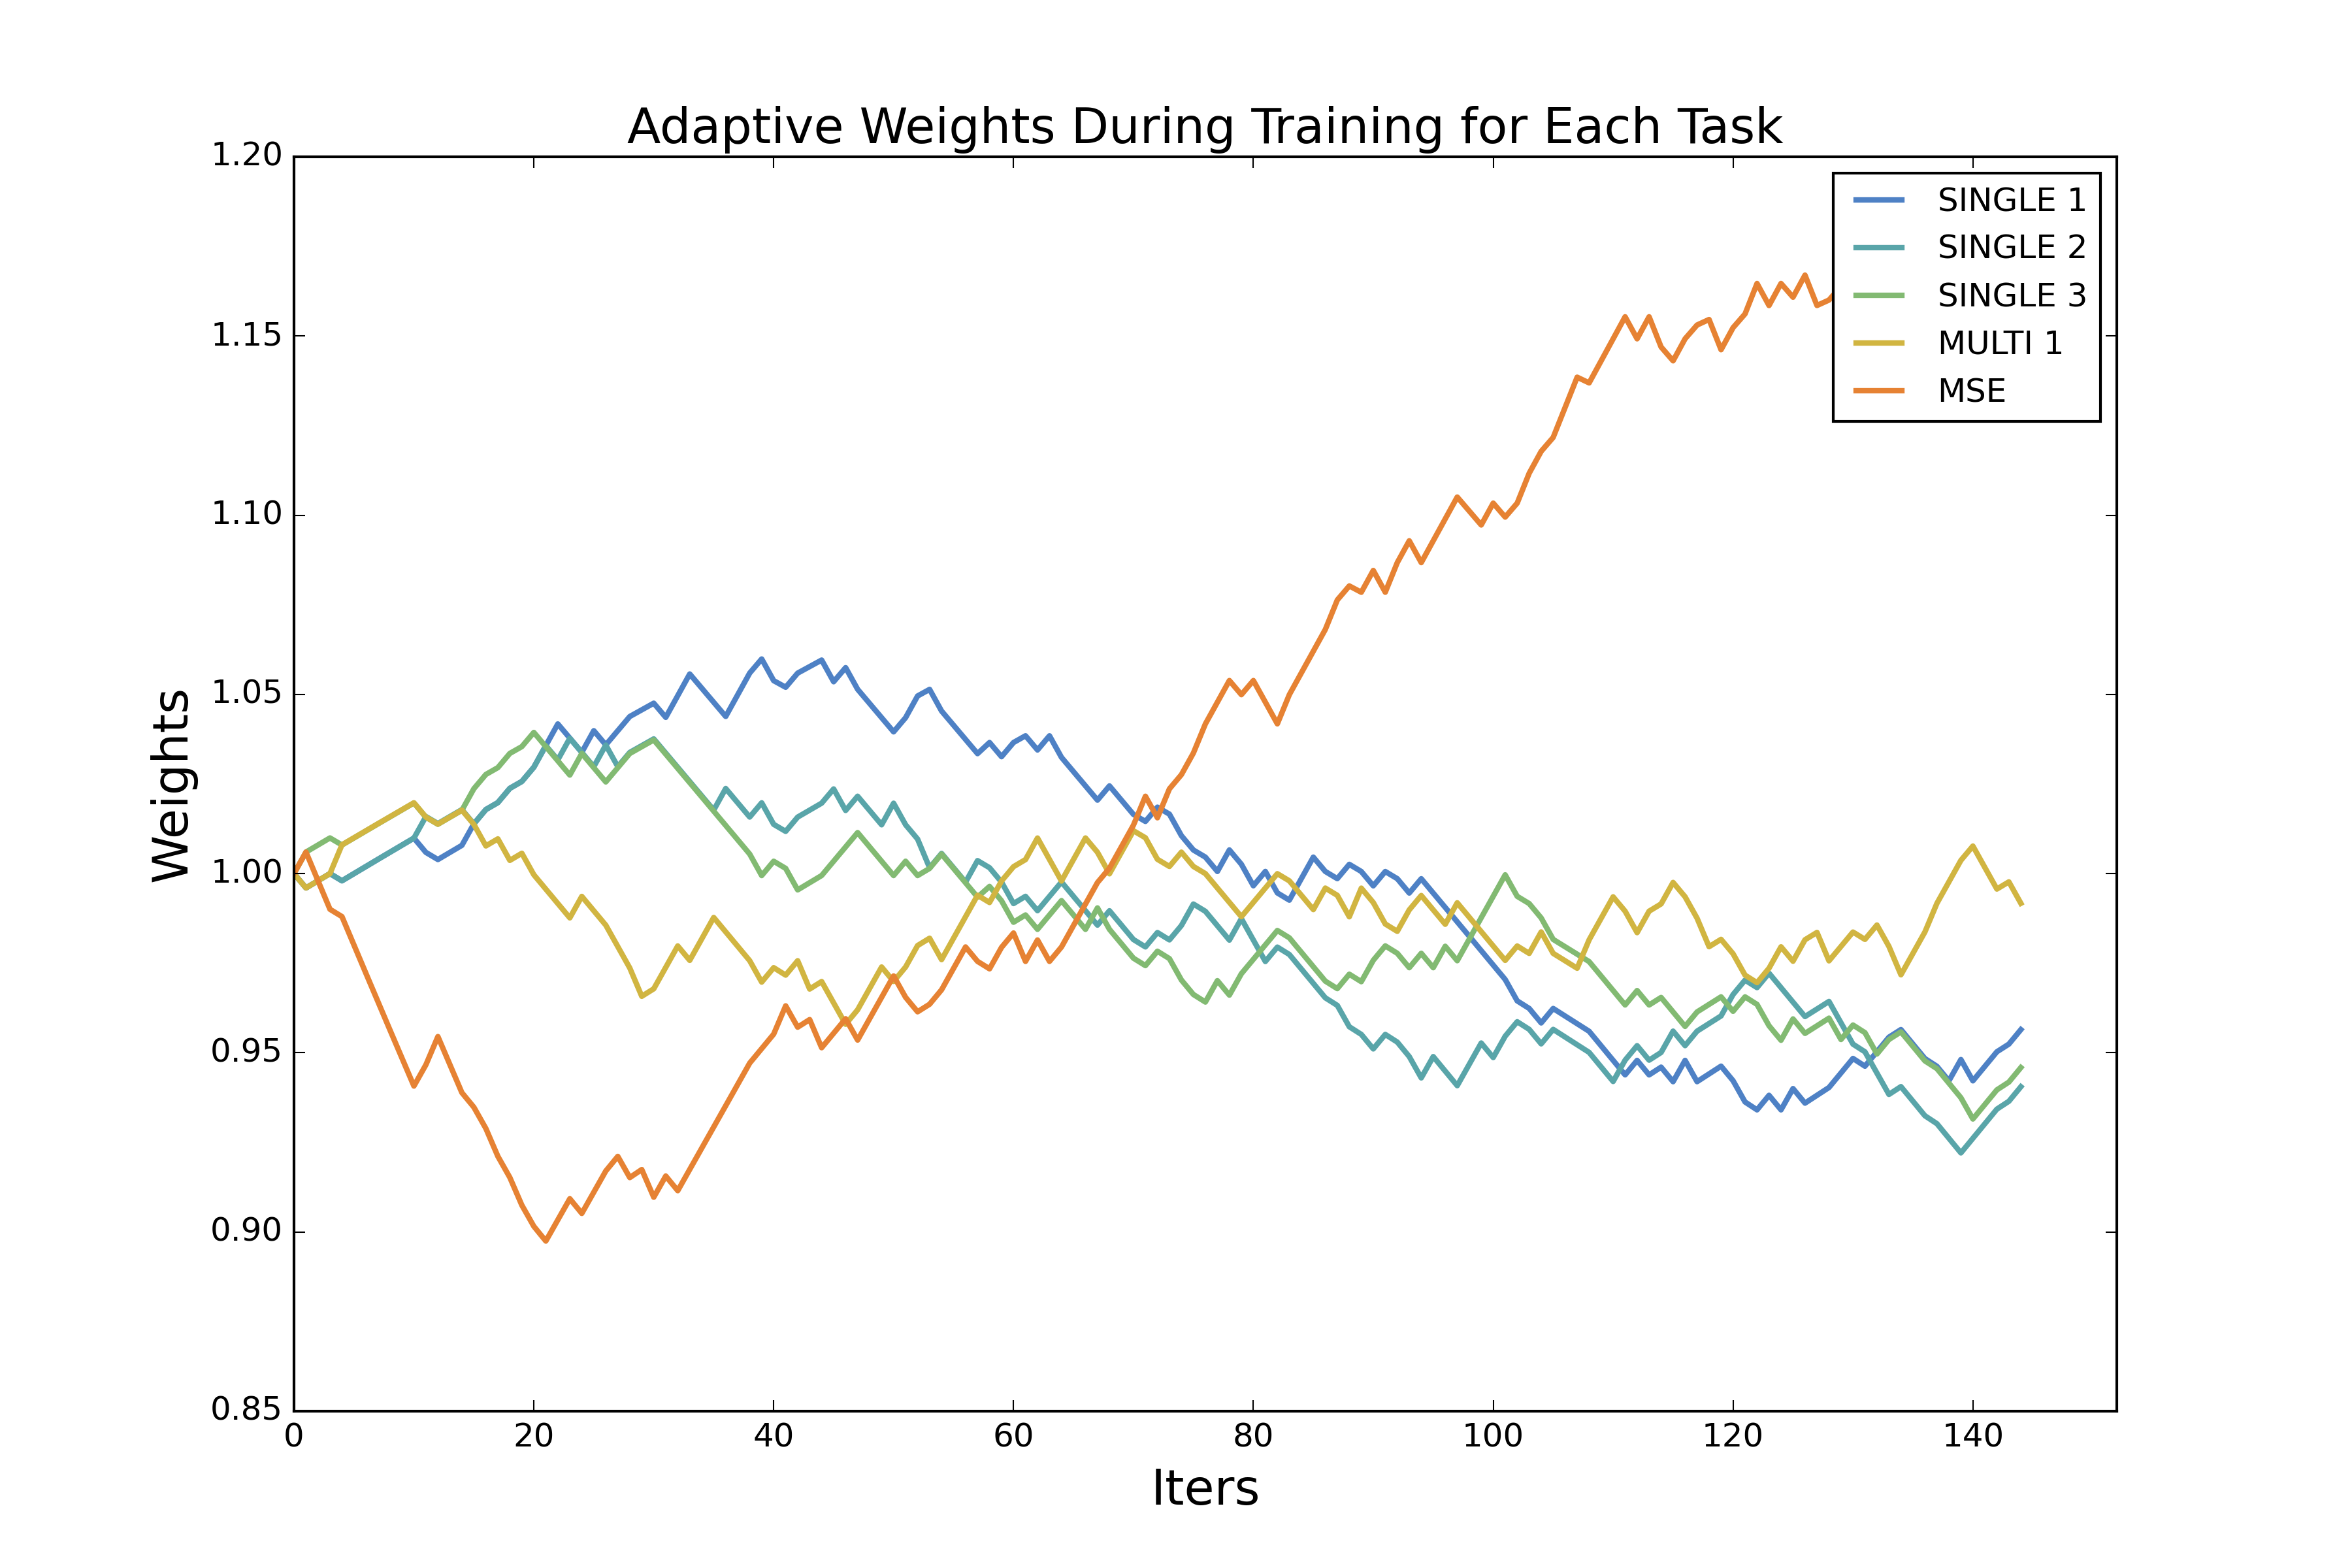 Adaptive Weights During Training for Each Task
1.20
1.15
1.10
1.05
1.00
0.95
0.90
0.85
Weights
0 20 40 60 80 100 120 140
Iters
SINGLE 1
SINGLE 2
SINGLE 3
MULTI 1
MSE